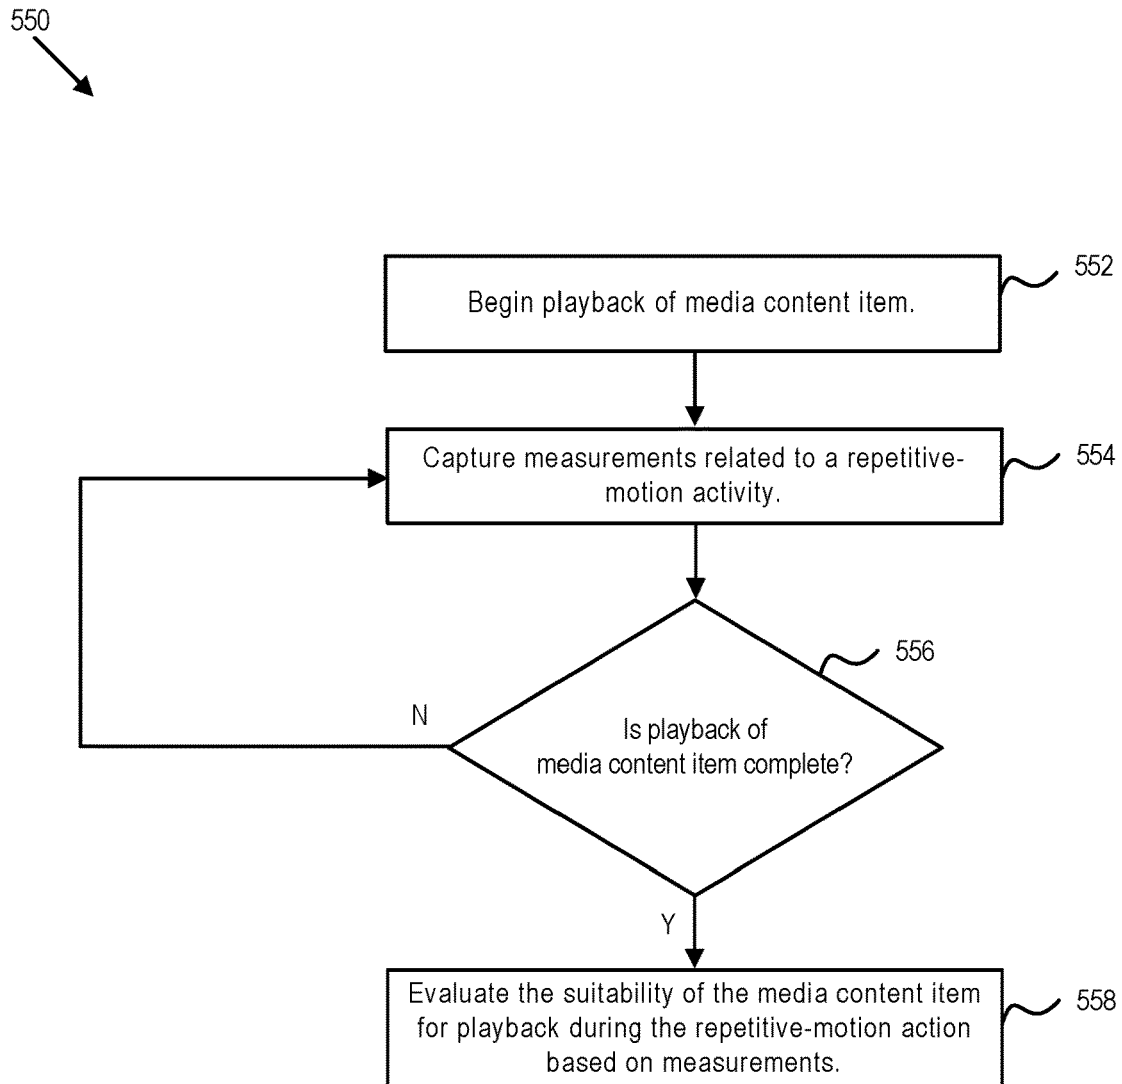 550
552
Begin playback of media content item.
554
Capture measurements related to a repetitive-
motion activity.
556
Is playback of
media content item complete?
N
Y
558
Evaluate the suitability of the media content item
for playback during the repetitive-motion action
based on measurements.